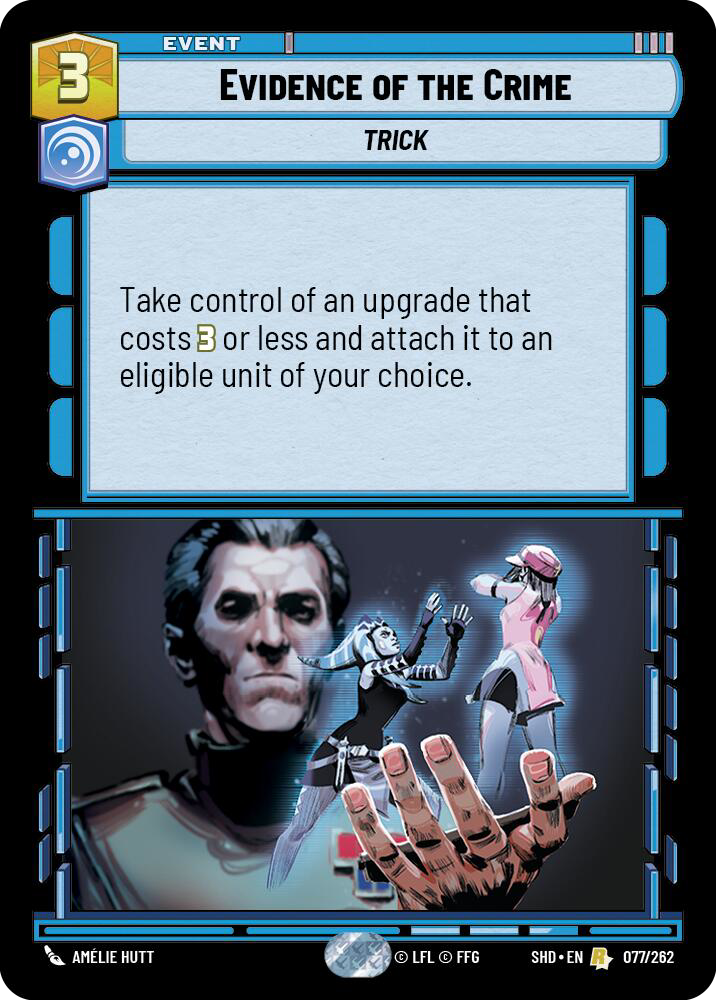 EVENT
3
EVIDENCE OF THE CRIME
TRICK
Take control of an upgrade that
costs 3 or less and attach it to an
eligible unit of your choice.
AMÉLIE HUTT
© LFL © FFG
SHD • EN
R
077/262